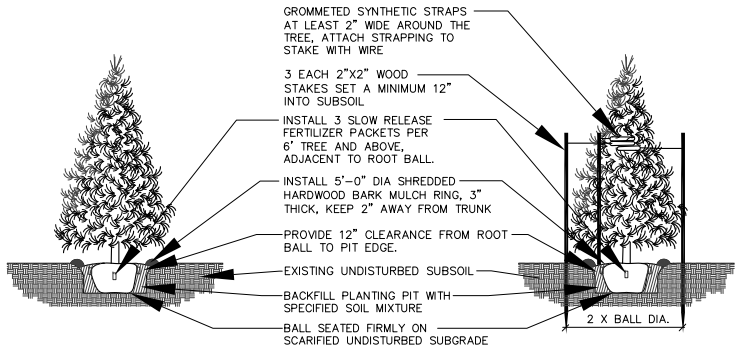 GROMMETED SYNTHETIC STRAPS
AT LEAST 2" WIDE AROUND THE
TREE, ATTACH STRAPPING TO
STAKE WITH WIRE
3 EACH 2"X2" WOOD
STAKES SET A MINIMUM 12"
INTO SUBSOIL
INSTALL 3 SLOW RELEASE
FERTILIZER PACKETS PER
6' TREE AND ABOVE,
ADJACENT TO ROOT BALL.
INSTALL 5'-0" DIA SHREDDED
HARDWOOD BARK MULCH RING, 3"
THICK, KEEP 2" AWAY FROM TRUNK
PROVIDE 12" CLEARANCE FROM ROOT
BALL TO PIT EDGE.
EXISTING UNDISTURBED SUBSOIL
BACKFILL PLANTING PIT WITH
SPECIFIED SOIL MIXTURE
BALL SEATED FIRMLY ON
SCARIFIED UNDISTURBED SUBGRADE
2 X BALL DIA.